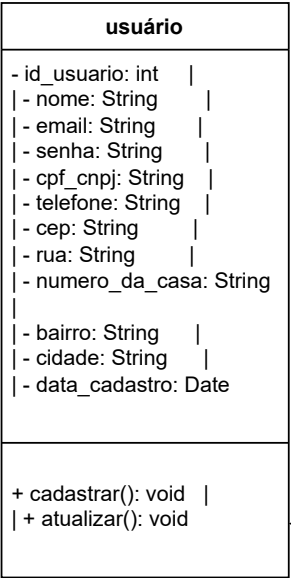 usuário
- id_usuario: int |
| - nome: String |
| - email: String |
| - senha: String |
| - cpf_cnpj: String |
| - telefone: String |
| - cep: String |
| - rua: String |
| - numero_da_casa: String
|
| - bairro: String |
| - cidade: String |
| - data_cadastro: Date
+ cadastrar(): void |
| + atualizar(): void